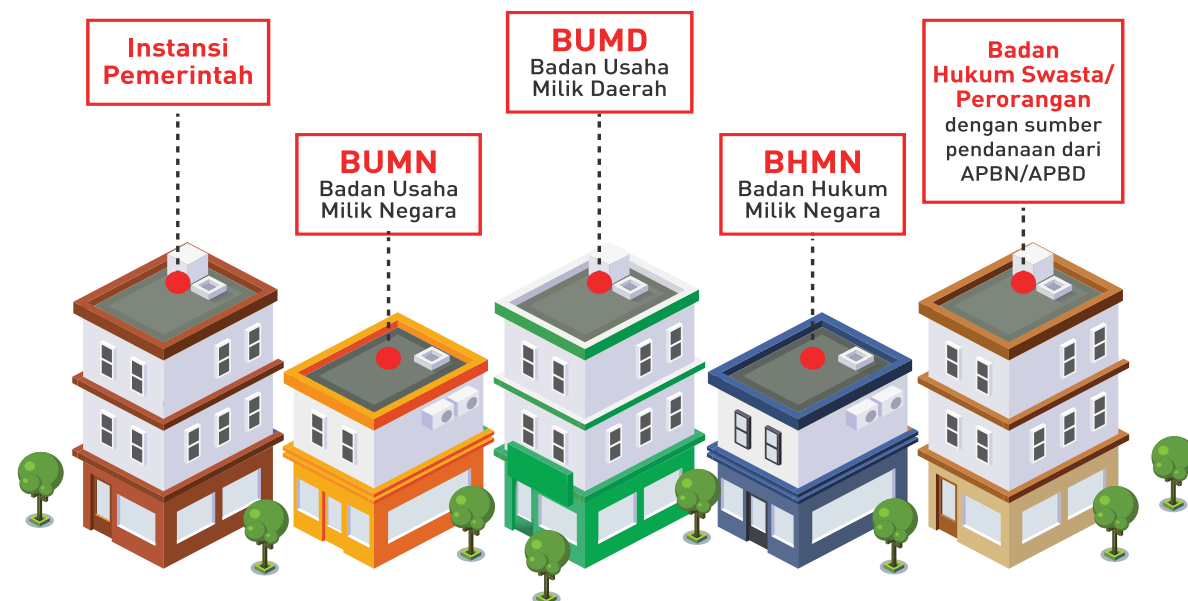 Instansi
Pemerintah
BUMN
Badan Usaha
Milik Negara
BUMD
Badan Usaha
Milik Daerah
BHMN
Badan Hukum
Milik Negara
Badan
Hukum Swasta/
Perorangan
dengan sumber
pendanaan dari
APBN/APBD